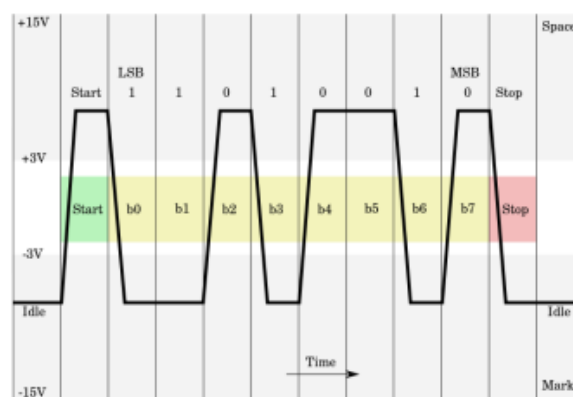 +15V
Space
LSB
MSB
Start 1 1 0 1 0 0 1 0 Stop
+3V
Start b0 b1 b2 b3 b4 b5 b6 b7 Stop
-3V
Idle
Idle
Time
-15V
Mark